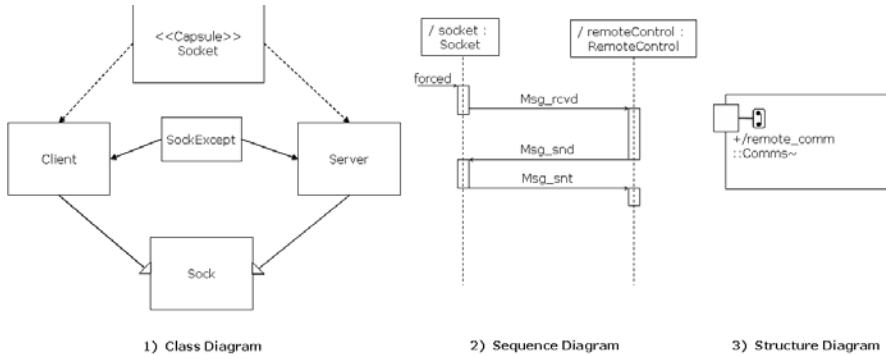 <<Capsule>>
Socket
Client
SockExcept
Server
Sock
1) Class Diagram
/ socket :
Socket
/ remoteControl :
RemoteControl
forced
Msg_rcvd
Msg_snd
Msg_snt
2) Sequence Diagram
+/remote_comm
::Comms~
3) Structure Diagram